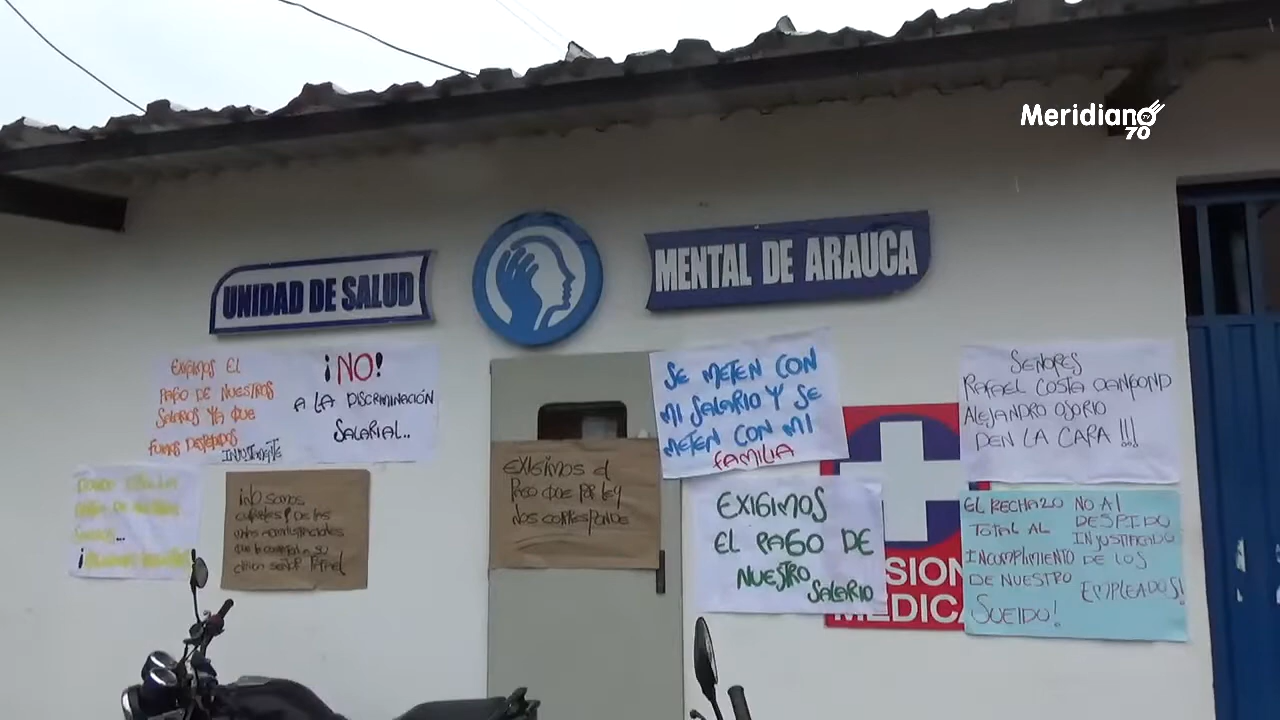 Meridiano
70
UNIDAD DE SALUD
MENTAL DE ARAUCA
EXIGIMOS EL
PAGO DE NUESTROS
SALARIOS YA QUE
FUIMOS DESPEDIDOS
INJUSTAMENTE
¡NO!
A LA DISCRIMINACIÓN
SALARIAL..
SE METEN CON
MI SALARIO Y SE
METEN CON MI
FAMILIA
SEÑORES
RAFAEL COSTA DANGOND
ALEJANDRO OSORIO
DEN LA CARA !!!
¡NO SOMOS
EXIGIMOS El
PAGO QUE POR LEY
NOS CORRESPONDE
EXIGIMOS
EL PAGO DE
NUESTRO
SALARIO
SION
MEDICA
EL RECHAZO
TOTAL AL
INCUMPLIMIENTO
DE NUESTRO
SUELDO!
NO AL
DESPIDO
INJUSTIFICADO
DE LOS
EMPLEADOS!